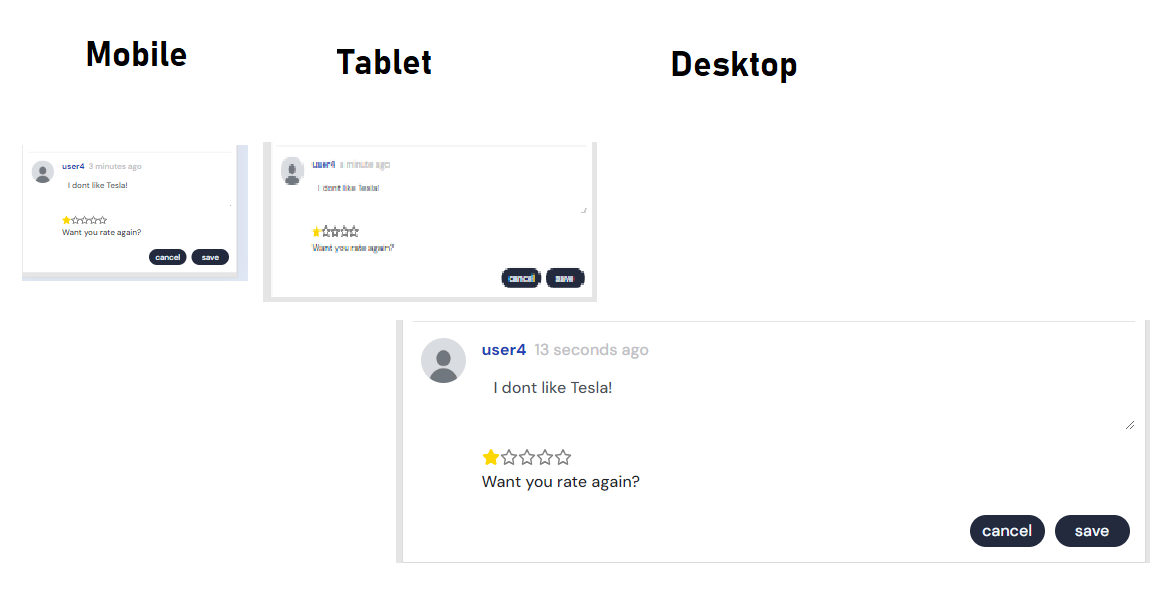 Mobile
Tablet
Desktop
user4 3 minutes ago
I dont like Tesla!
Want you rate again?
cancel save
user4 a minute ago
I dont like Tesla!
Want you rate again?
cancel save
user4 13 seconds ago
I dont like Tesla!
Want you rate again?
cancel save